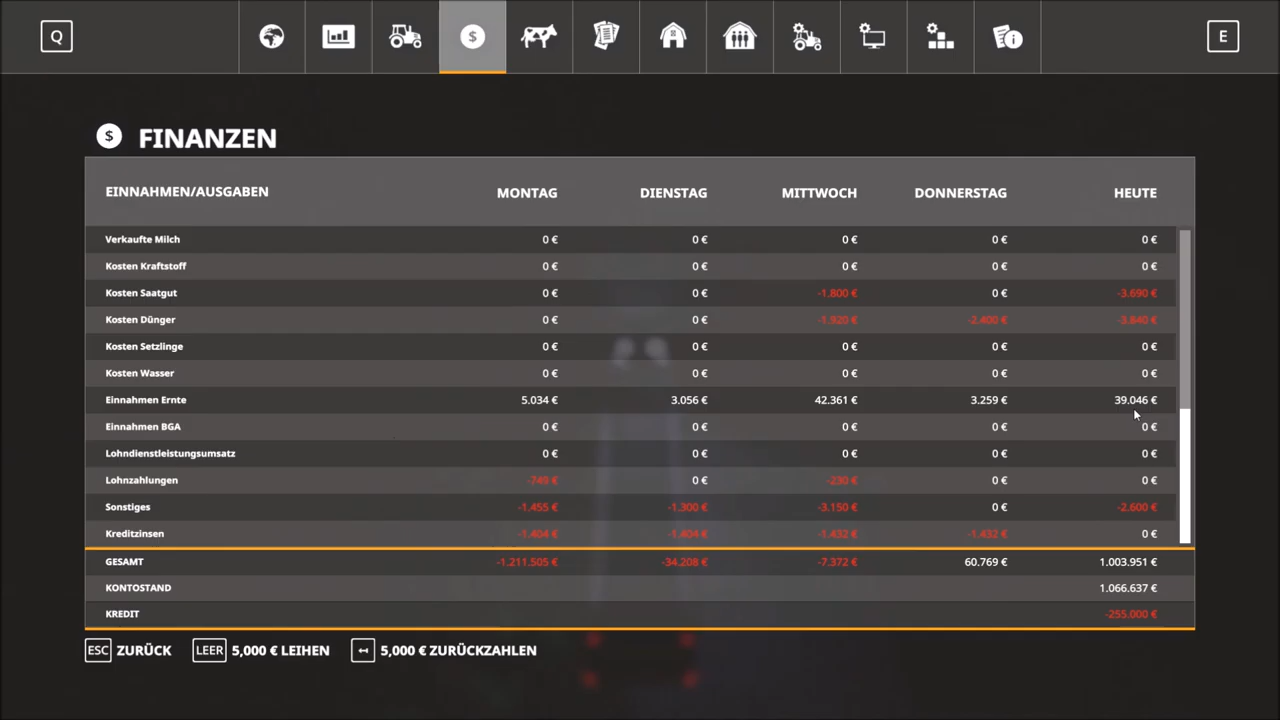 Q
$
E
$ FINANZEN
EINNAHMEN/AUSGABEN MONTAG DIENSTAG MITTWOCH DONNERSTAG HEUTE
Verkaufte Milch 0 € 0 € 0 € 0 € 0 €
Kosten Kraftstoff 0 € 0 € 0 € 0 € 0 €
Kosten Saatgut 0 € 0 € -1.800 € 0 € -3.690 €
Kosten Dünger 0 € 0 € -1.920 € -2.400 € -3.840 €
Kosten Setzlinge 0 € 0 € 0 € 0 € 0 €
Kosten Wasser 0 € 0 € 0 € 0 € 0 €
Einnahmen Ernte 5.034 € 3.056 € 42.361 € 3.259 € 39.046 €
Einnahmen BGA 0 € 0 € 0 € 0 € 0 €
Lohndienstleistungsumsatz 0 € 0 € 0 € 0 € 0 €
Lohnzahlungen -749 € 0 € -230 € 0 € 0 €
Sonstiges -1.455 € -1.300 € -3.150 € 0 € -2.600 €
Kreditzinsen -1.404 € -1.404 € -1.432 € -1.432 € 0 €
GESAMT -1.211.505 € -34.208 € -7.372 € 60.769 € 1.003.951 €
KONTOSTAND 1.066.637 €
KREDIT -255.000 €
ESC ZURÜCK LEER 5,000 € LEIHEN ↤ 5,000 € ZURÜCKZAHLEN